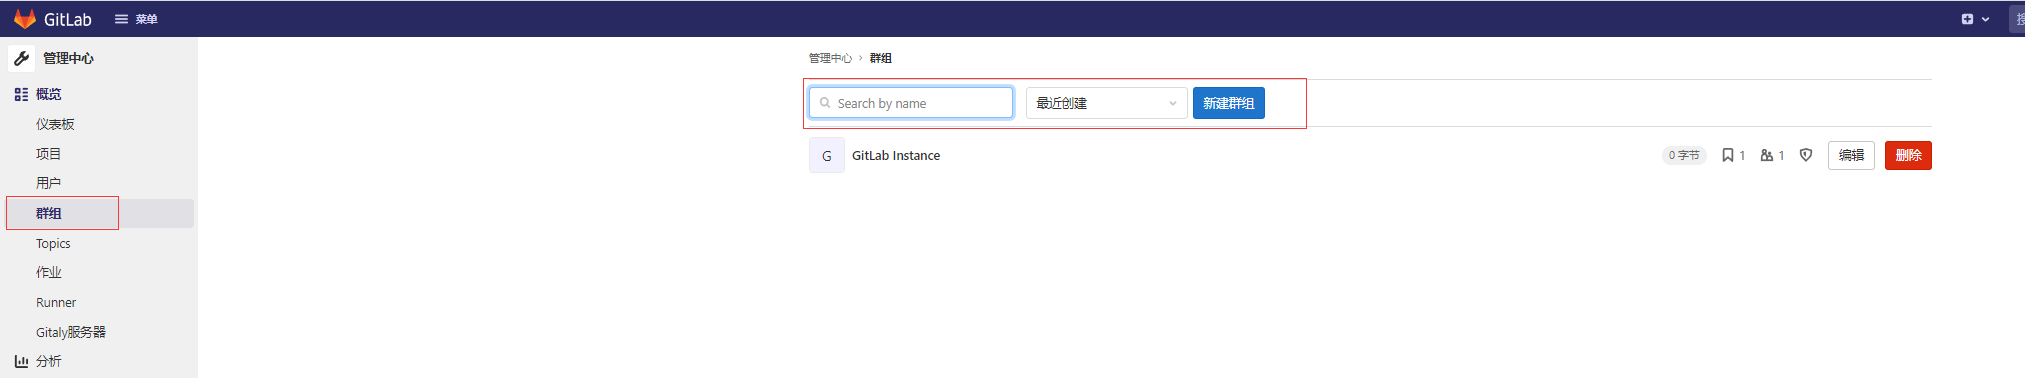 GitLab 菜单 搜
管理中心
概览
仪表板
项目
用户
群组
Topics
作业
Runner
Gitaly服务器
分析
管理中心 › 群组
Search by name 最近创建 新建群组
G GitLab Instance 0 字节 1 1 编辑 删除